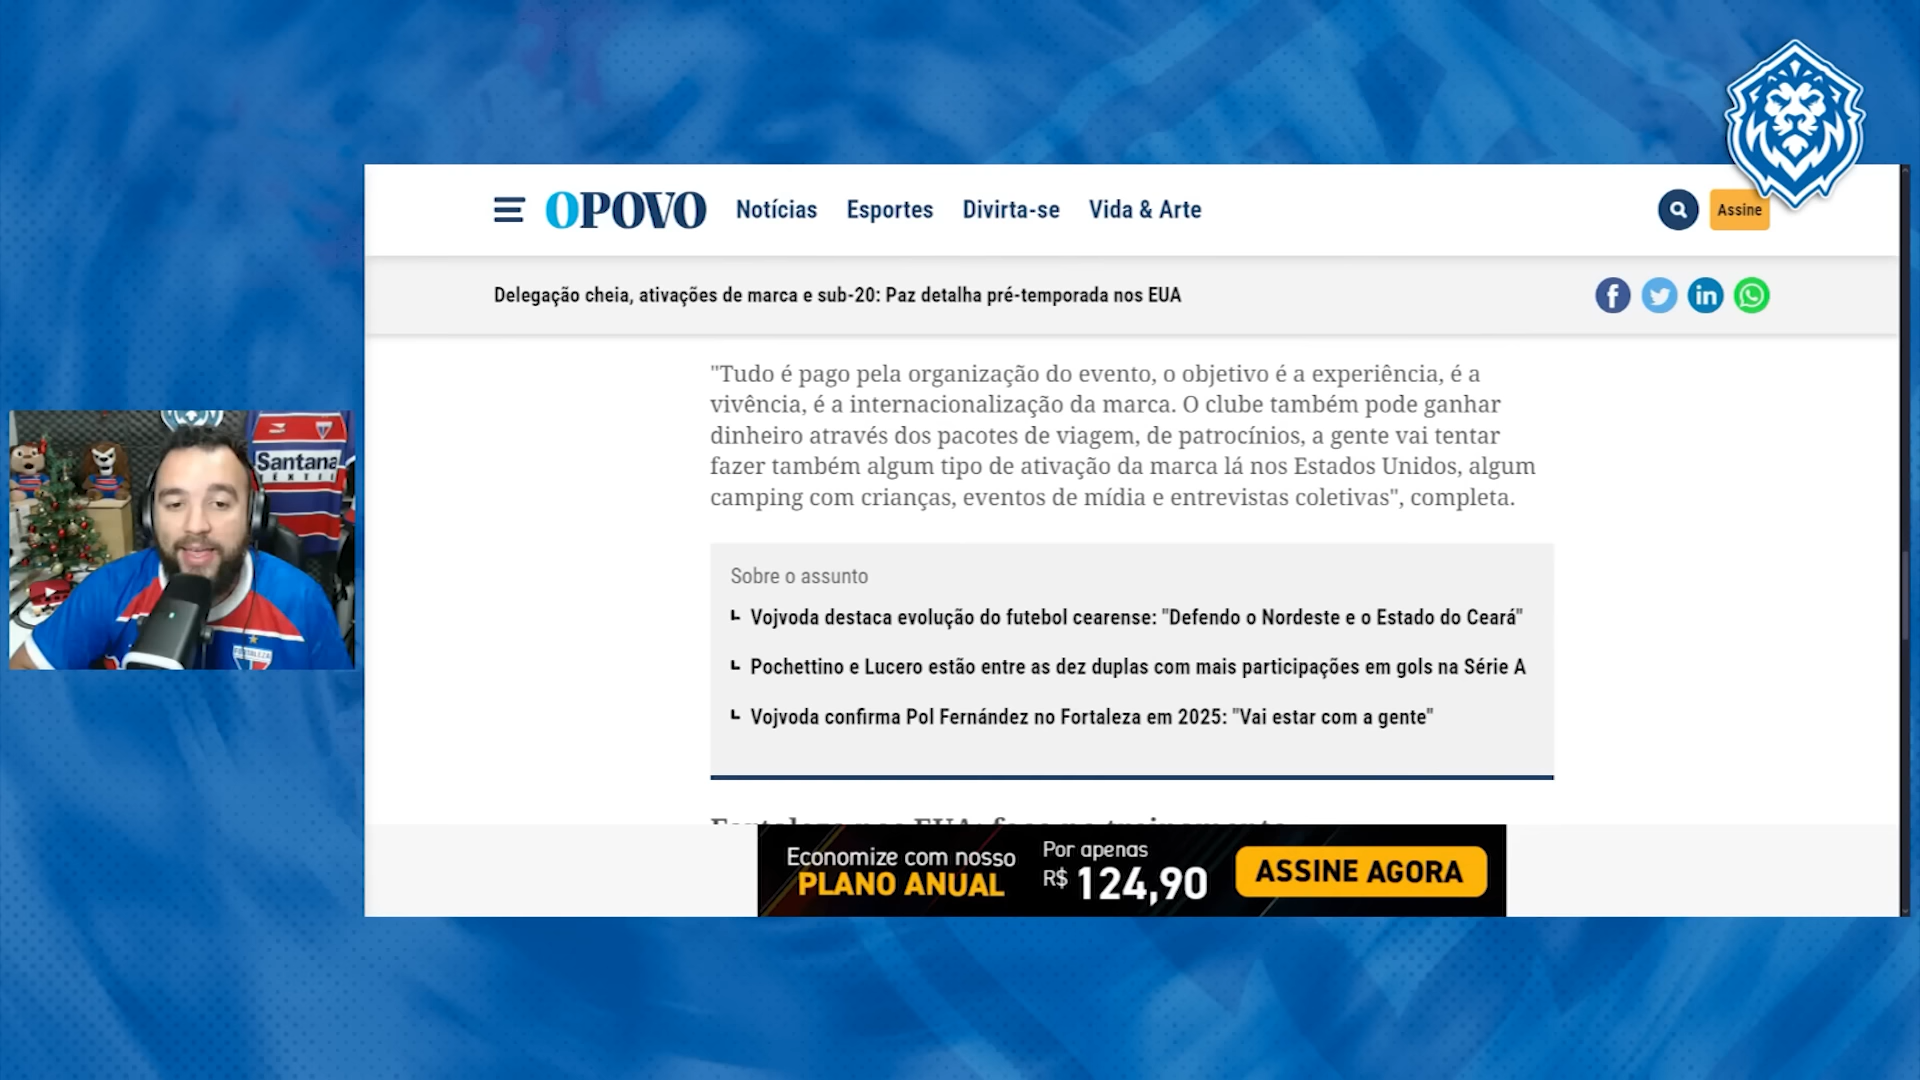 OPOVO
Notícias
Esportes
Divirta-se
Vida & Arte
Assine
Delegação cheia, ativações de marca e sub-20: Paz detalha pré-temporada nos EUA
"Tudo é pago pela organização do evento, o objetivo é a experiência, é a
vivência, é a internacionalização da marca. O clube também pode ganhar
dinheiro através dos pacotes de viagem, de patrocínios, a gente vai tentar
fazer também algum tipo de ativação da marca lá nos Estados Unidos, algum
camping com crianças, eventos de mídia e entrevistas coletivas", completa.
Sobre o assunto
Vojvoda destaca evolução do futebol cearense: "Defendo o Nordeste e o Estado do Ceará"
Pochettino e Lucero estão entre as dez duplas com mais participações em gols na Série A
Vojvoda confirma Pol Fernández no Fortaleza em 2025: "Vai estar com a gente"
Economize com nosso
PLANO ANUAL
Por apenas
R$ 124,90
ASSINE AGORA
Santana
TEXTIL
FORTALEZA